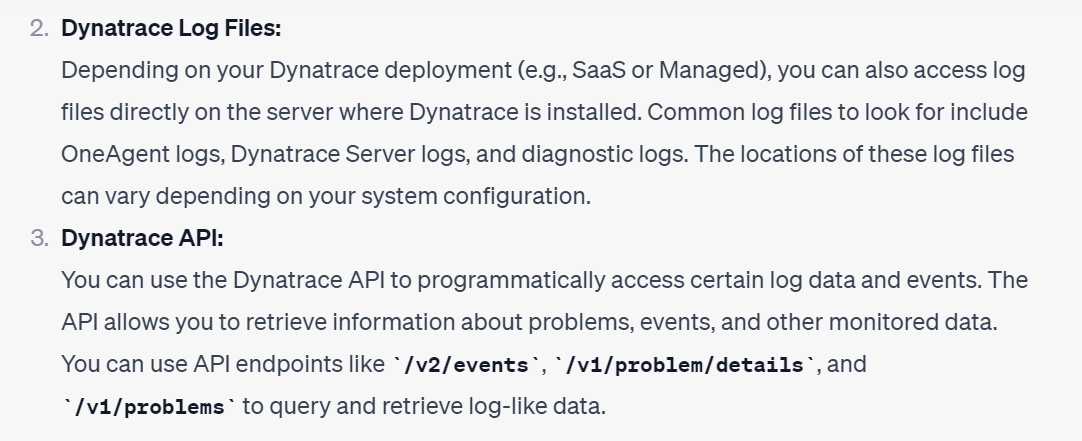 2. Dynatrace Log Files:
Depending on your Dynatrace deployment (e.g., SaaS or Managed), you can also access log
files directly on the server where Dynatrace is installed. Common log files to look for include
OneAgent logs, Dynatrace Server logs, and diagnostic logs. The locations of these log files
can vary depending on your system configuration.
3. Dynatrace API:
You can use the Dynatrace API to programmatically access certain log data and events. The
API allows you to retrieve information about problems, events, and other monitored data.
You can use API endpoints like `/v2/events`, `/v1/problem/details`, and
`/v1/problems` to query and retrieve log-like data.